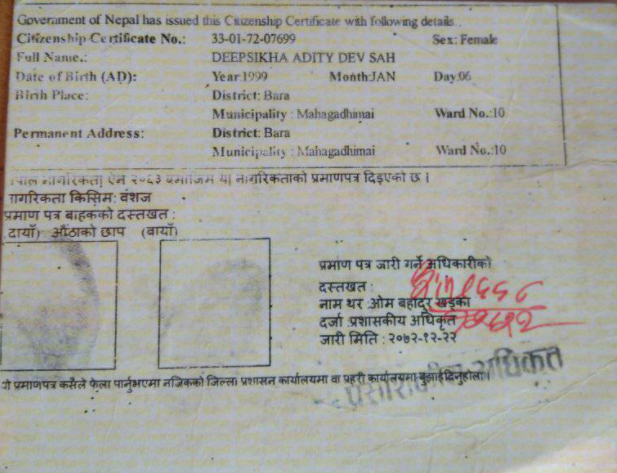 Government of Nepal has issued this Citizenship Certificate with following details.
Citizenship Certificate No.: 33-01-72-07699 Sex: Female
Full Name.: DEEPSIKHA ADITY DEV SAH
Date of Birth (AD): Year:1999 Month:JAN Day:06
Birth Place: District: Bara
Municipality : Mahagadhimai Ward No.:10
Permanent Address: District: Bara
Municipality : Mahagadhimai Ward No.:10
नागरिकता ऐन २०६३ बमोजिम यो नागरिकताको प्रमाणपत्र दिइएको छ ।
नागरिकता किसिम: वंशज
प्रमाण पत्र बाहकको दस्तखत :
दायाँ) औंठाको छाप (बायाँ)
प्रमाण पत्र जारी गर्ने अधिकारीको
दस्तखत :
नाम थर :ओम बहादुर खड्का
दर्जा :प्रशासकीय अधिकृत
जारी मिति : २०७२-१२-२२
यो प्रमाणपत्र कसैले फेला पार्नुभएमा नजिकको जिल्ला प्रशासन कार्यालयमा वा प्रहरी कार्यालयमा बुझाईदिनुहोला।
अधिकृत